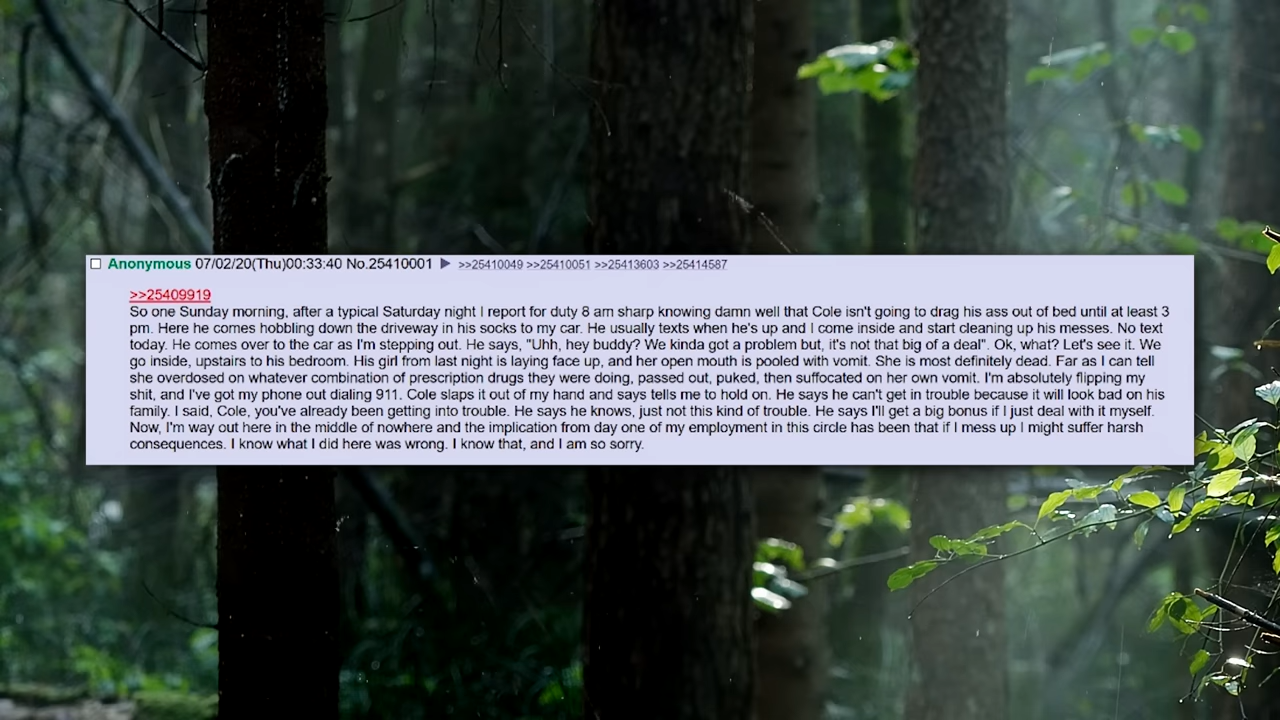 Anonymous 07/02/20(Thu)00:33:40 No.25410001 ▶ >>25410049 >>25410051 >>25413603 >>25414587
>>25409919
So one Sunday morning, after a typical Saturday night I report for duty 8 am sharp knowing damn well that Cole isn't going to drag his ass out of bed until at least 3
pm. Here he comes hobbling down the driveway in his socks to my car. He usually texts when he's up and I come inside and start cleaning up his messes. No text
today. He comes over to the car as I'm stepping out. He says, "Uhh, hey buddy? We kinda got a problem but, it's not that big of a deal". Ok, what? Let's see it. We
go inside, upstairs to his bedroom. His girl from last night is laying face up, and her open mouth is pooled with vomit. She is most definitely dead. Far as I can tell
she overdosed on whatever combination of prescription drugs they were doing, passed out, puked, then suffocated on her own vomit. I'm absolutely flipping my
shit, and I've got my phone out dialing 911. Cole slaps it out of my hand and says tells me to hold on. He says he can't get in trouble because it will look bad on his
family. I said, Cole, you've already been getting into trouble. He says he knows, just not this kind of trouble. He says I'll get a big bonus if I just deal with it myself.
Now, I'm way out here in the middle of nowhere and the implication from day one of my employment in this circle has been that if I mess up I might suffer harsh
consequences. I know what I did here was wrong. I know that, and I am so sorry.